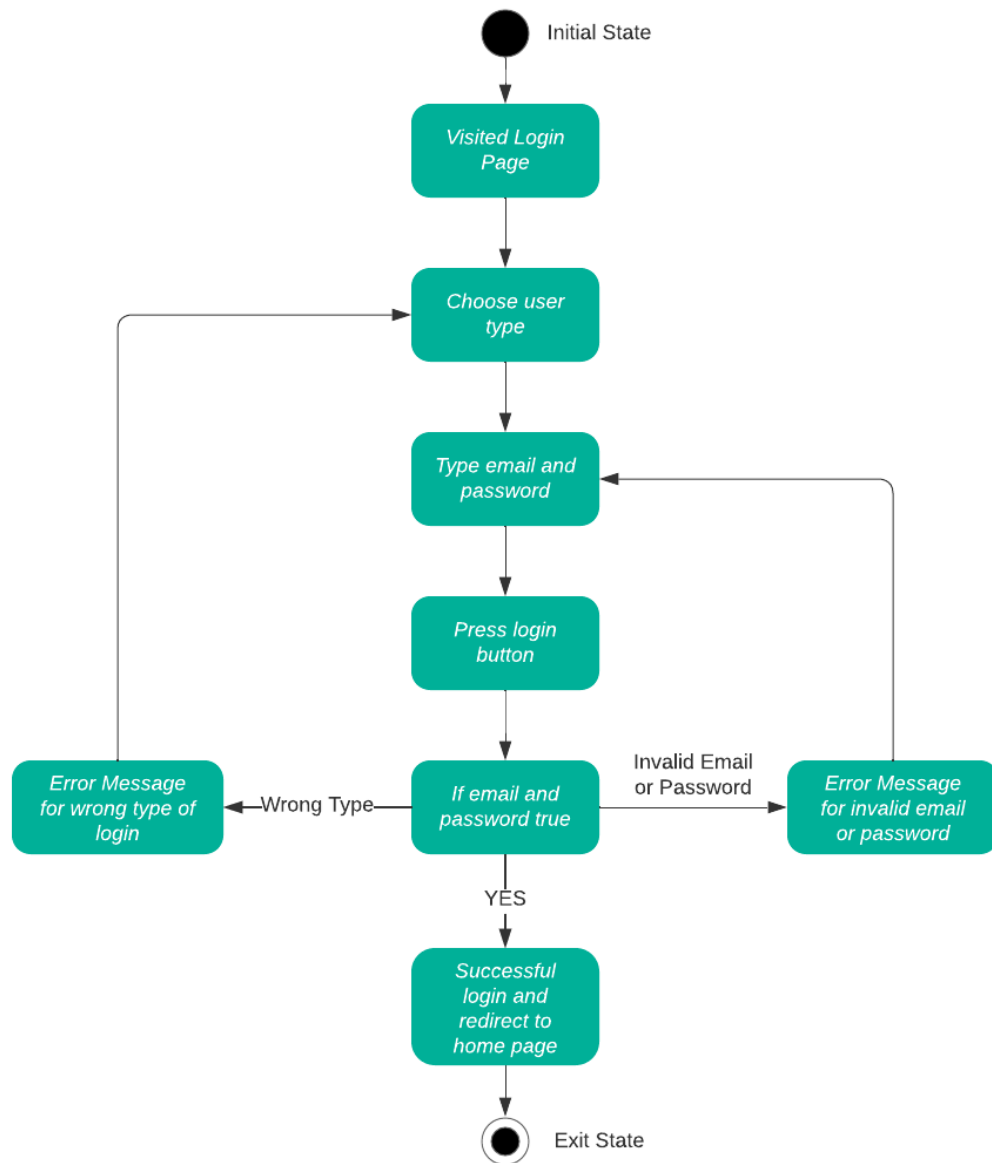 Initial State
Visited Login
Page
Choose user
type
Type email and
password
Press login
button
Error Message
for wrong type of
login
Wrong Type
If email and
password true
Invalid Email
or Password
Error Message
for invalid email
or password
YES
Successful
login and
redirect to
home page
Exit State